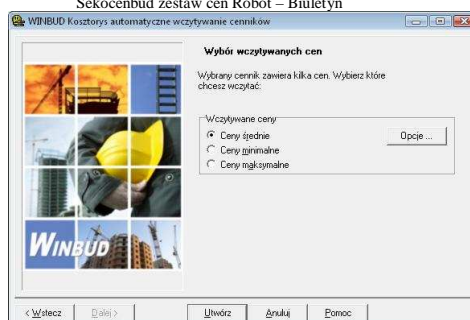 Sekocenbud zestaw cen Robot – Biuletyn
WINBUD Kosztorys automatyczne wczytywanie cenników
Wybór wczytywanych cen
Wybrany cennik zawiera kilka cen. Wybierz które
chcesz wczytać:
Wczytywane ceny
Ceny średnie
Opcje ...
Ceny minimalne
Ceny maksymalne
WINBUD
< Wstecz
Dalej >
Utwórz
Anuluj
Pomoc